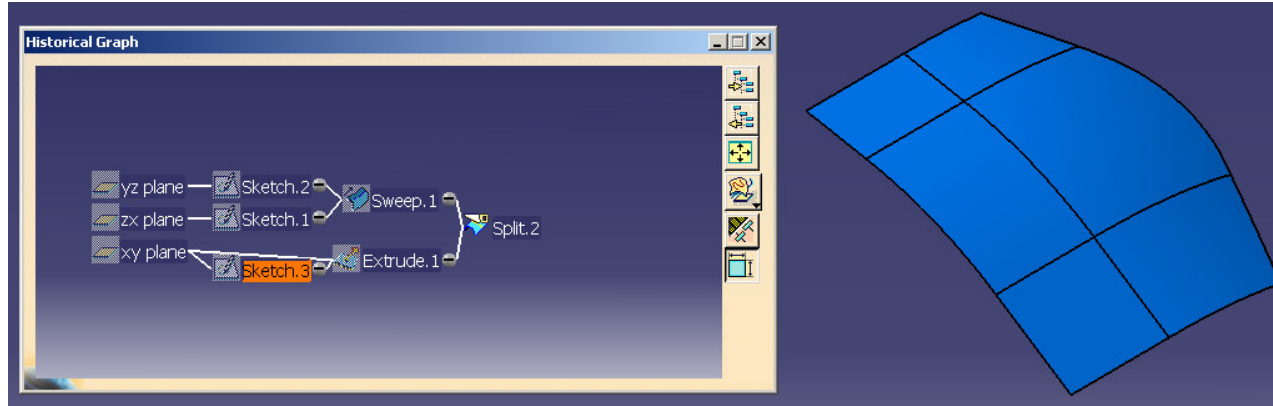 Historical Graph
yz plane Sketch.2
Sweep.1
zx plane Sketch.1
Split.2
xy plane
Sketch.3 Extrude.1